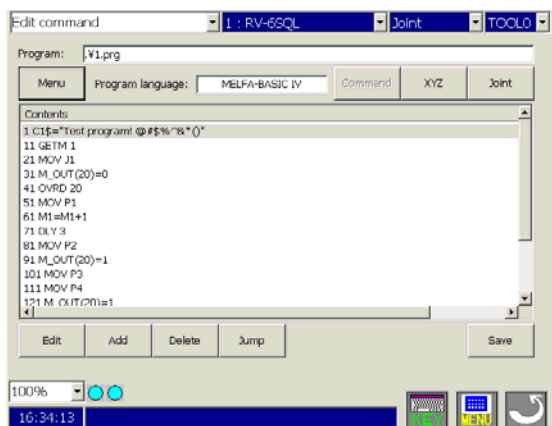 Edit command 1 : RV-6SQL Joint TOOL0
Program: .¥1.prg
Menu Program language: MELFA-BASIC IV Command XYZ Joint
Contents
1 C1$="Test program! @#$%^&*()"
11 GETM 1
21 MOV J1
31 M_OUT(20)=0
41 OVRD 20
51 MOV P1
61 M1=M1+1
71 DLY 3
81 MOV P2
91 M_OUT(20)=1
101 MOV P3
111 MOV P4
121 M_OUT(20)=1
Edit Add Delete Jump Save
100%
16:34:13 KEY MENU